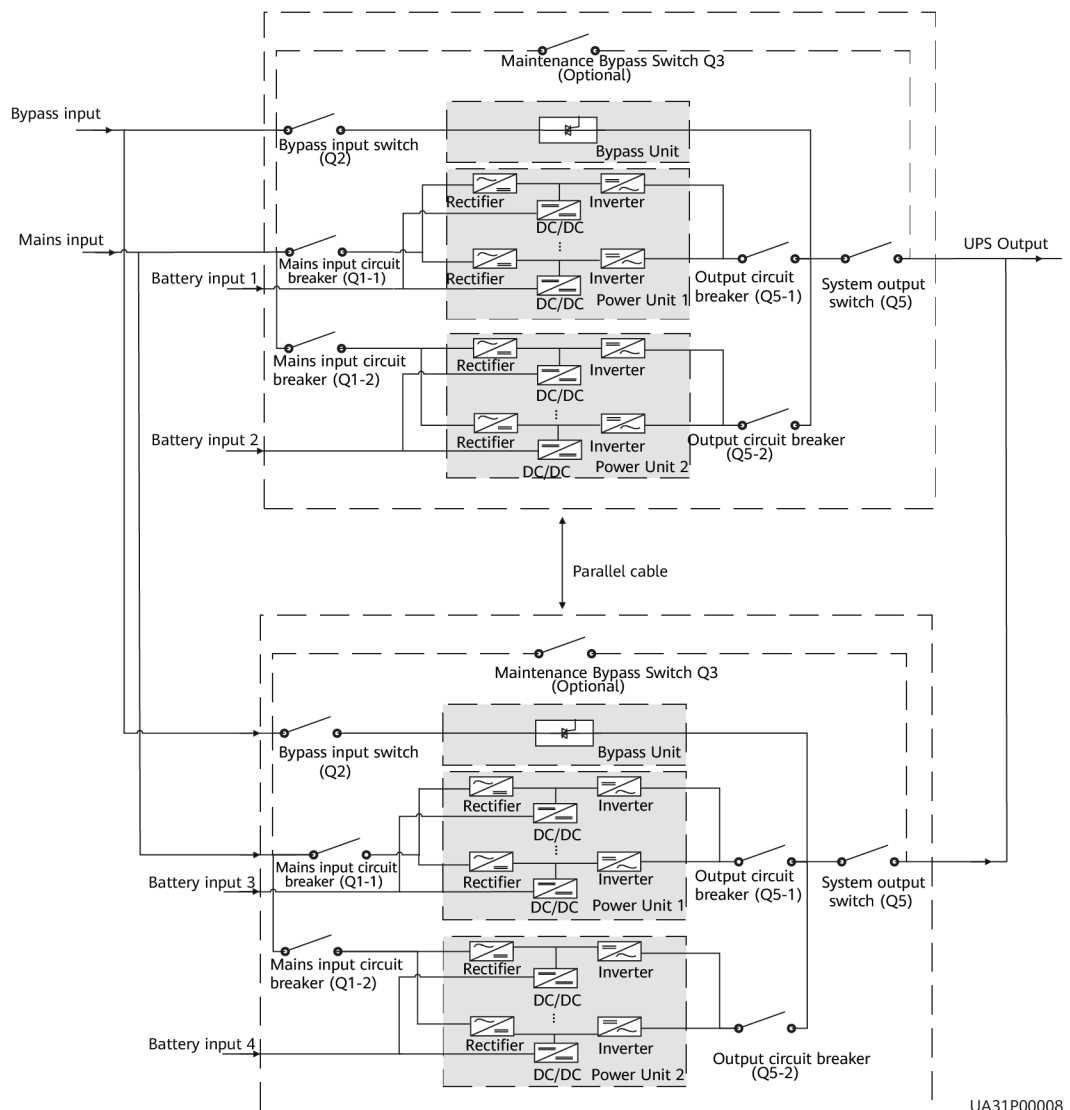 Maintenance Bypass Switch Q3
(Optional)
Bypass input
Bypass input switch
(Q2)
Bypass Unit
Rectifier
Inverter
DC/DC
Mains input
UPS Output
Mains input circuit
breaker (Q1-1)
Rectifier
Inverter
Output circuit
breaker (Q5-1)
System output
switch (Q5)
Battery input 1
DC/DC
Power Unit 1
Mains input circuit
breaker (Q1-2)
Rectifier
Inverter
DC/DC
Battery input 2
Rectifier
Inverter
Output circuit breaker
(Q5-2)
DC/DC
Power Unit 2
Parallel cable
Maintenance Bypass Switch Q3
(Optional)
Bypass input switch
(Q2)
Bypass Unit
Rectifier
Inverter
DC/DC
Mains input circuit
breaker (Q1-1)
Rectifier
Inverter
Output circuit
breaker (Q5-1)
System output
switch (Q5)
Battery input 3
DC/DC
Power Unit 1
Mains input circuit
breaker (Q1-2)
Rectifier
Inverter
DC/DC
Battery input 4
Rectifier
Inverter
Output circuit breaker
(Q5-2)
DC/DC
Power Unit 2
UA31P00008